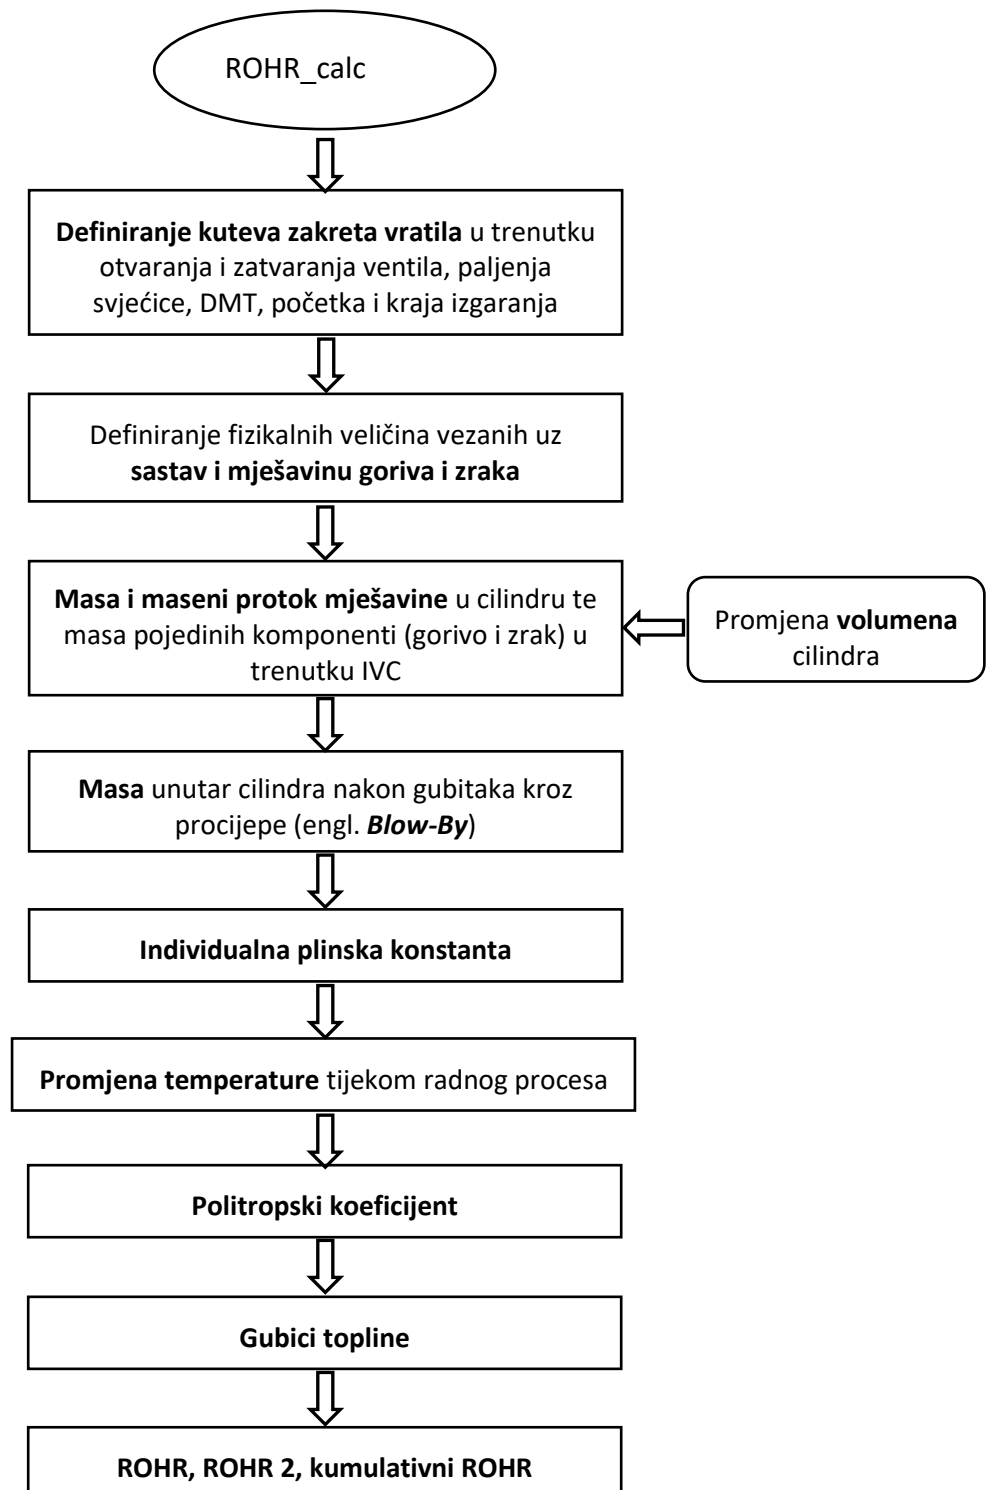 ROHR_calc
Definiranje kuteva zakreta vratila u trenutku
otvaranja i zatvaranja ventila, paljenja
svjećice, DMT, početka i kraja izgaranja
Definiranje fizikalnih veličina vezanih uz
sastav i mješavinu goriva i zraka
Masa i maseni protok mješavine u cilindru te
masa pojedinih komponenti (gorivo i zrak) u
trenutku IVC
Promjena volumena
cilindra
Masa unutar cilindra nakon gubitaka kroz
procijepe (engl. Blow-By)
Individualna plinska konstanta
Promjena temperature tijekom radnog procesa
Politropski koeficijent
Gubici topline
ROHR, ROHR 2, kumulativni ROHR